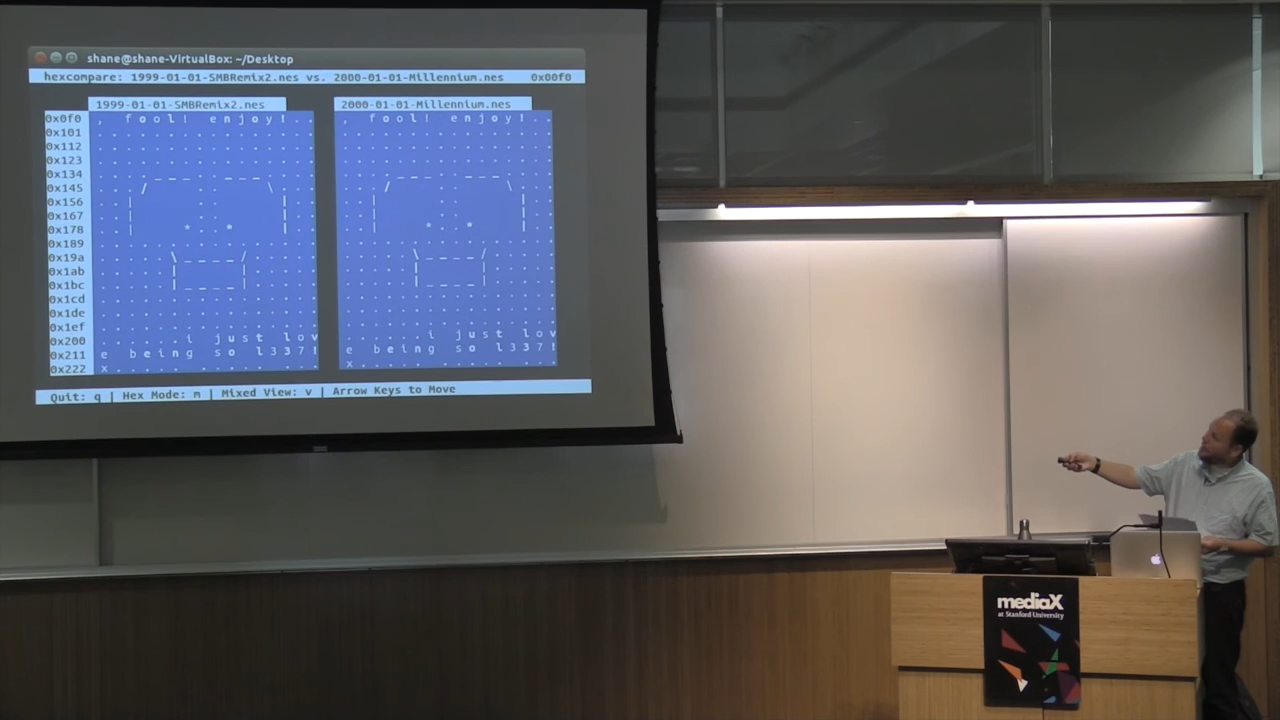 shane@shane-VirtualBox: ~/Desktop
hexcompare: 1999-01-01-SMBRemix2.nes vs. 2000-01-01-Millennium.nes 0x00f0
1999-01-01-SMBRemix2.nes 2000-01-01-Millennium.nes
0x0f0 , fool! enjoy!.. , fool! enjoy!..
0x101
0x112
0x123
0x134
0x145
0x156
0x167
0x178
0x189
0x19a
0x1ab
0x1bc
0x1cd
0x1de
0x1ef
0x200 i just lov i just lov
0x211 e being so l337! e being so l337!
0x222 x x
Quit: q | Hex Mode: m | Mixed View: v | Arrow Keys to Move
mediaX
at Stanford University